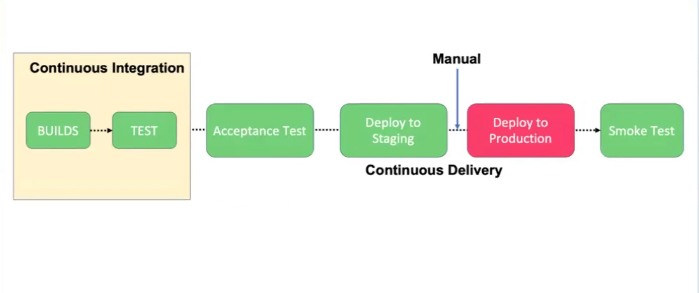 Manual
Continuous Integration
BUILDS
TEST
Acceptance Test
Deploy to
Staging
Deploy to
Production
Smoke Test
Continuous Delivery